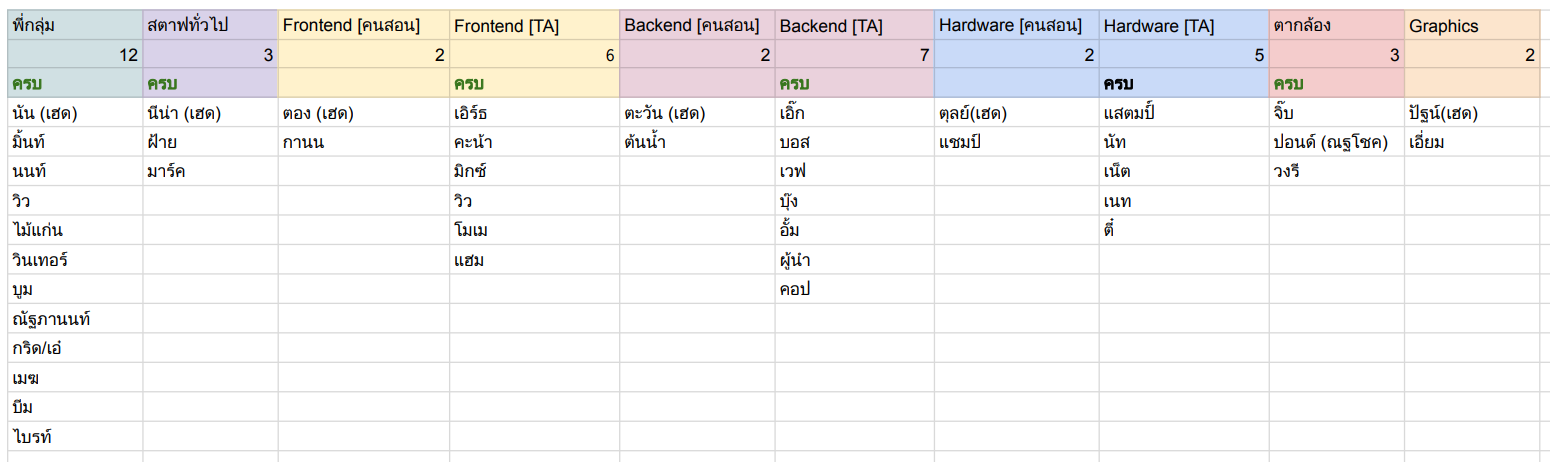 พี่กลุ่ม สตาฟทั่วไป Frontend [คนสอน] Frontend [TA] Backend [คนสอน] Backend [TA] Hardware [คนสอน] Hardware [TA] ตากล้อง Graphics
12 3 2 6 2 7 2 5 3 2
ครบ ครบ ครบ ครบ ครบ ครบ
นัน (เฮด) นีน่า (เฮด) ตอง (เฮด) เอิร์ธ ตะวัน (เฮด) เอิ๊ก ตุลย์(เฮด) แสตมปี์ จิ๊บ ปัฐน์(เฮด)
มิ้นท์ ฝ้าย กานน คะน้า ต้นน้ำ บอส แชมป์ นัท ปอนด์ (ณฐโชค) เอี่ยม
นนท์ มาร์ค มิกซ์ เวฟ เน็ต วงรี
วิว วิว บุ๊ง เนท
ไม้แก่น โมเม อั้ม ตี๋
วินเทอร์ แฮม ผู้นำ
บูม คอป
ณัฐภานนท์
กริด/เอ๋
เมฆ
บีม
ไบรท์